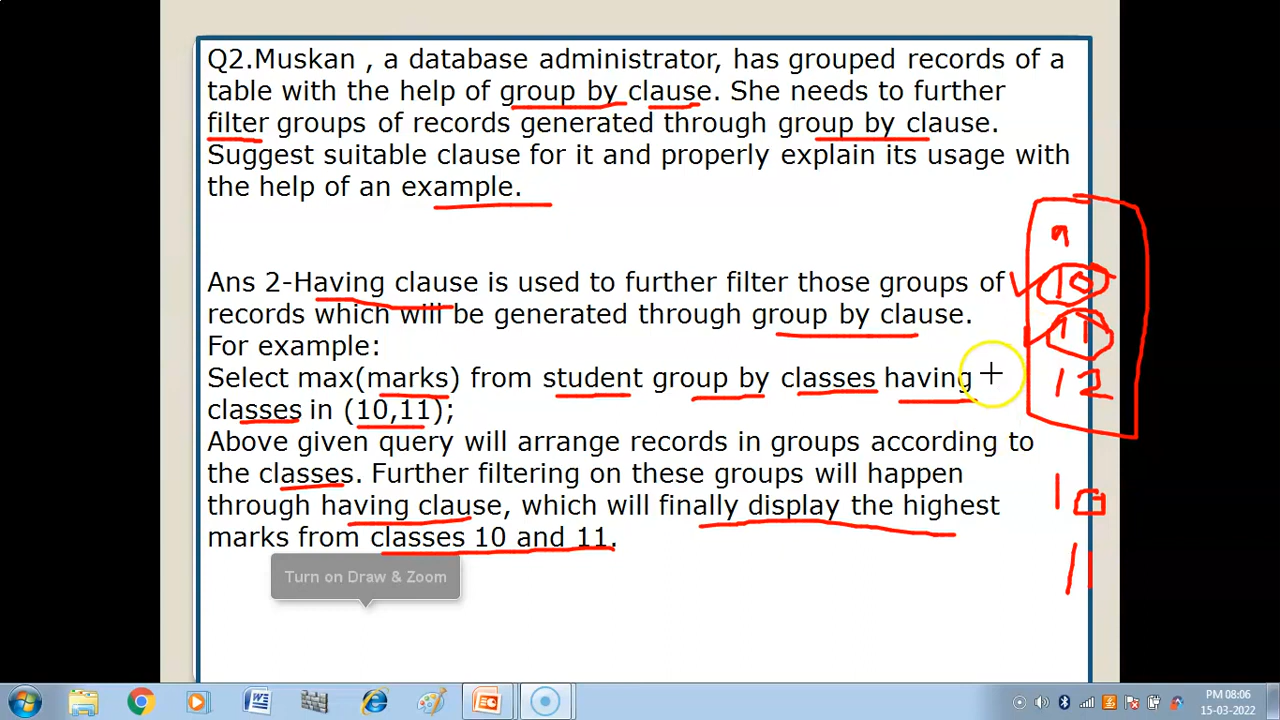 Q2.Muskan , a database administrator, has grouped records of a
table with the help of group by clause. She needs to further
filter groups of records generated through group by clause.
Suggest suitable clause for it and properly explain its usage with
the help of an example.
Ans 2-Having clause is used to further filter those groups of
records which will be generated through group by clause.
For example:
Select max(marks) from student group by classes having
classes in (10,11);
Above given query will arrange records in groups according to
the classes. Further filtering on these groups will happen
through having clause, which will finally display the highest
marks from classes 10 and 11.
10
11
12
10
11
Turn on Draw & Zoom
PM 08:06
15-03-2022